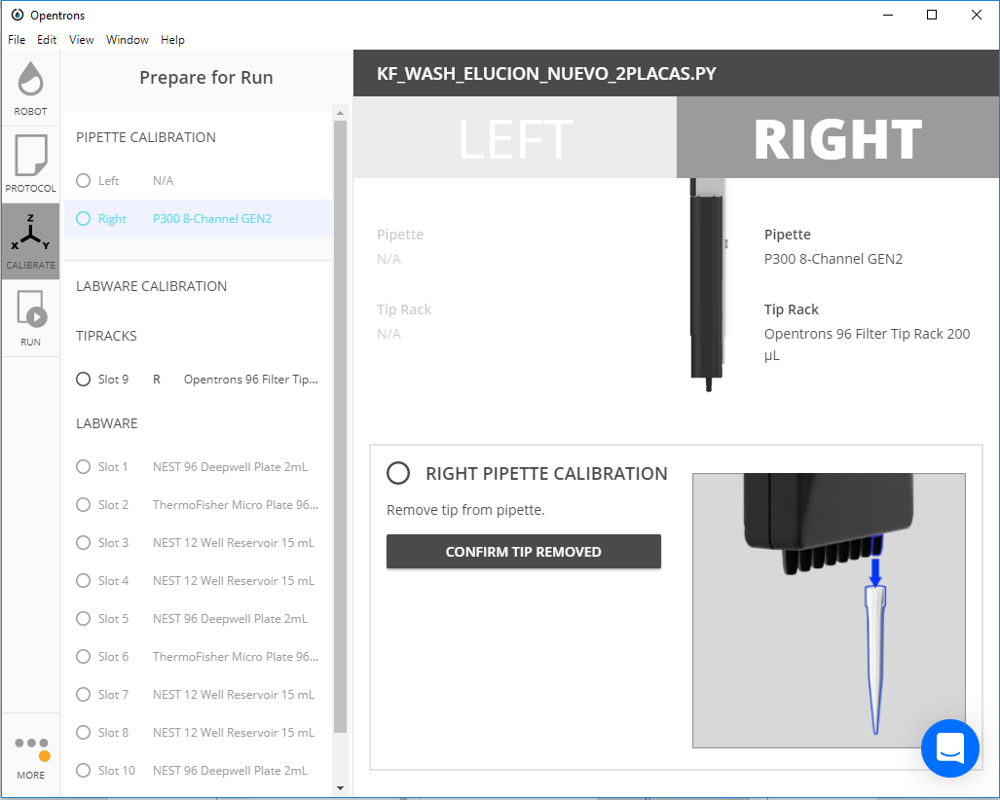 Opentrons
File Edit View Window Help
ROBOT
PROTOCOL
Z
X Y
CALIBRATE
RUN
MORE
Prepare for Run
PIPETTE CALIBRATION
Left N/A
Right P300 8-Channel GEN2
LABWARE CALIBRATION
TIPRACKS
Slot 9 R Opentrons 96 Filter Tip...
LABWARE
Slot 1 NEST 96 Deepwell Plate 2mL
Slot 2 ThermoFisher Micro Plate 96...
Slot 3 NEST 12 Well Reservoir 15 mL
Slot 4 NEST 12 Well Reservoir 15 mL
Slot 5 NEST 96 Deepwell Plate 2mL
Slot 6 ThermoFisher Micro Plate 96...
Slot 7 NEST 12 Well Reservoir 15 mL
Slot 8 NEST 12 Well Reservoir 15 mL
Slot 10 NEST 96 Deepwell Plate 2mL
KF_WASH_ELUCION_NUEVO_2PLACAS.PY
LEFT RIGHT
Pipette
N/A
Tip Rack
N/A
Pipette
P300 8-Channel GEN2
Tip Rack
Opentrons 96 Filter Tip Rack 200
µL
RIGHT PIPETTE CALIBRATION
Remove tip from pipette.
CONFIRM TIP REMOVED